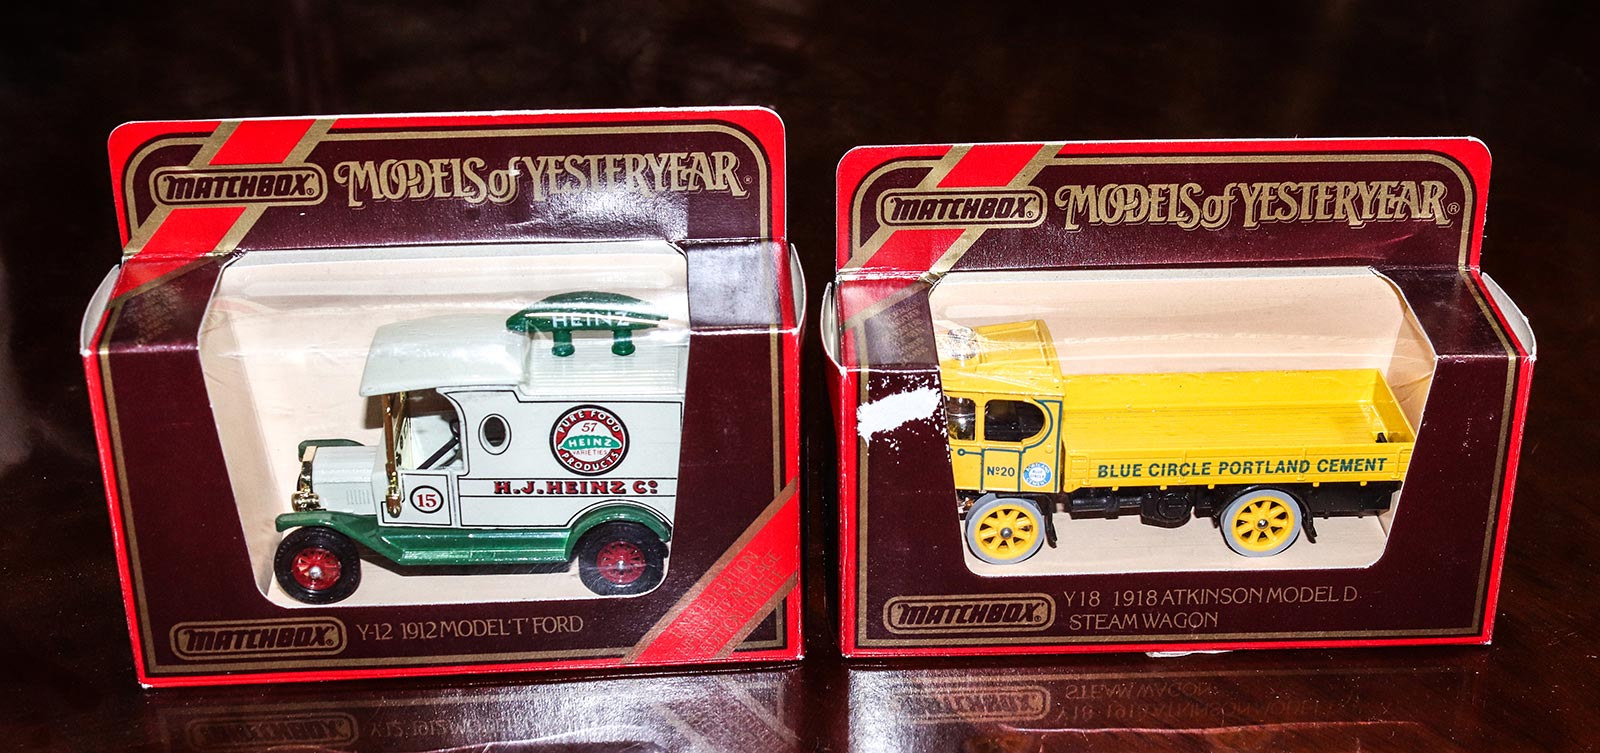 MATCHBOX MODELS of YESTERYEAR
HEINZ
PURE FOOD
57
HEINZ
VARIETIES
PRODUCTS
H.J. HEINZ Co
15
MATCHBOX Y-12 1912 MODEL 'T' FORD
MATCHBOX MODELS of YESTERYEAR ®
No 20
BLUE CIRCLE PORTLAND CEMENT
MATCHBOX Y18 1918 ATKINSON MODEL D
STEAM WAGON